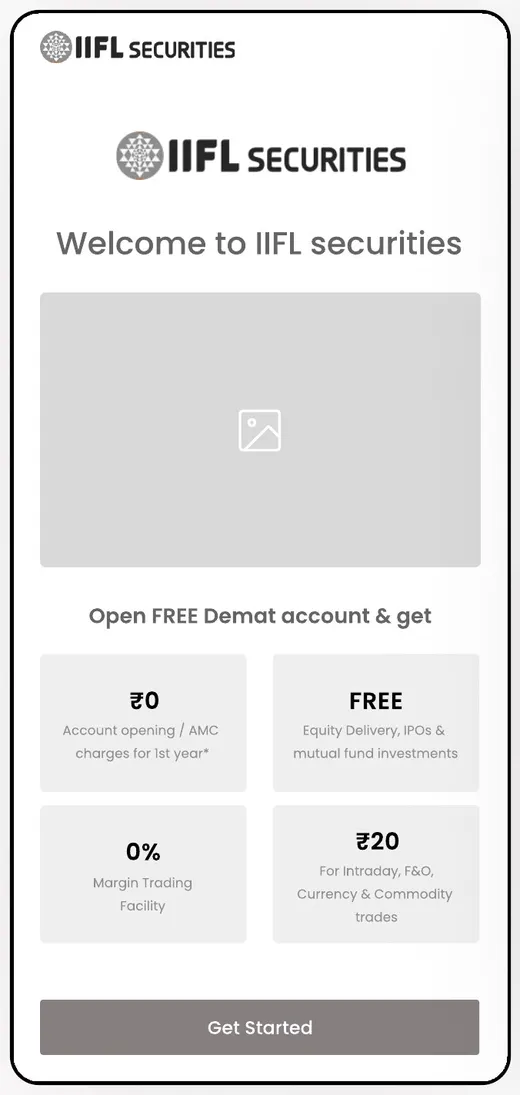 IIFL SECURITIES
IIFL SECURITIES
Welcome to IIFL securities
Open FREE Demat account & get
₹0
Account opening / AMC
charges for 1st year*
FREE
Equity Delivery, IPOs &
mutual fund investments
0%
Margin Trading
Facility
₹20
For Intraday, F&O,
Currency & Commodity
trades
Get Started